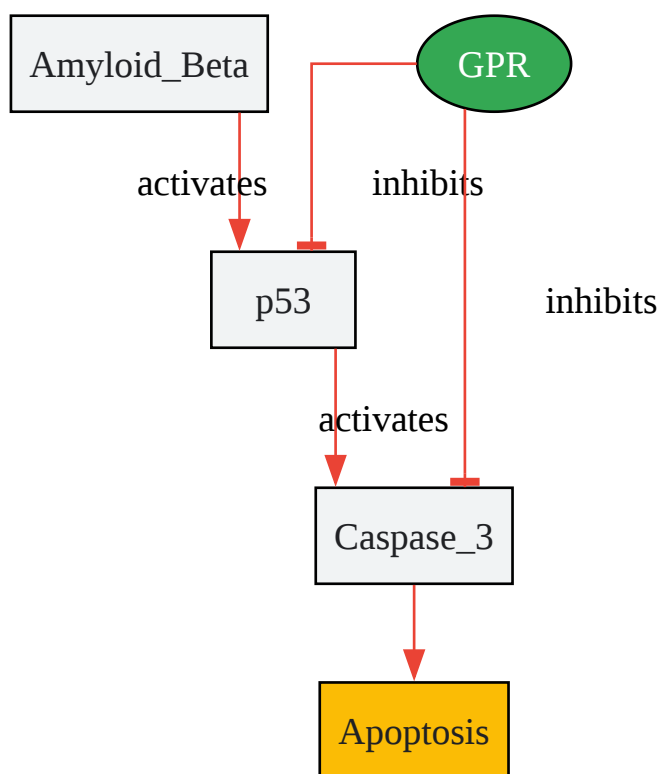 Amyloid_Beta
GPR
activates
inhibits
p53
inhibits
activates
Caspase_3
Apoptosis